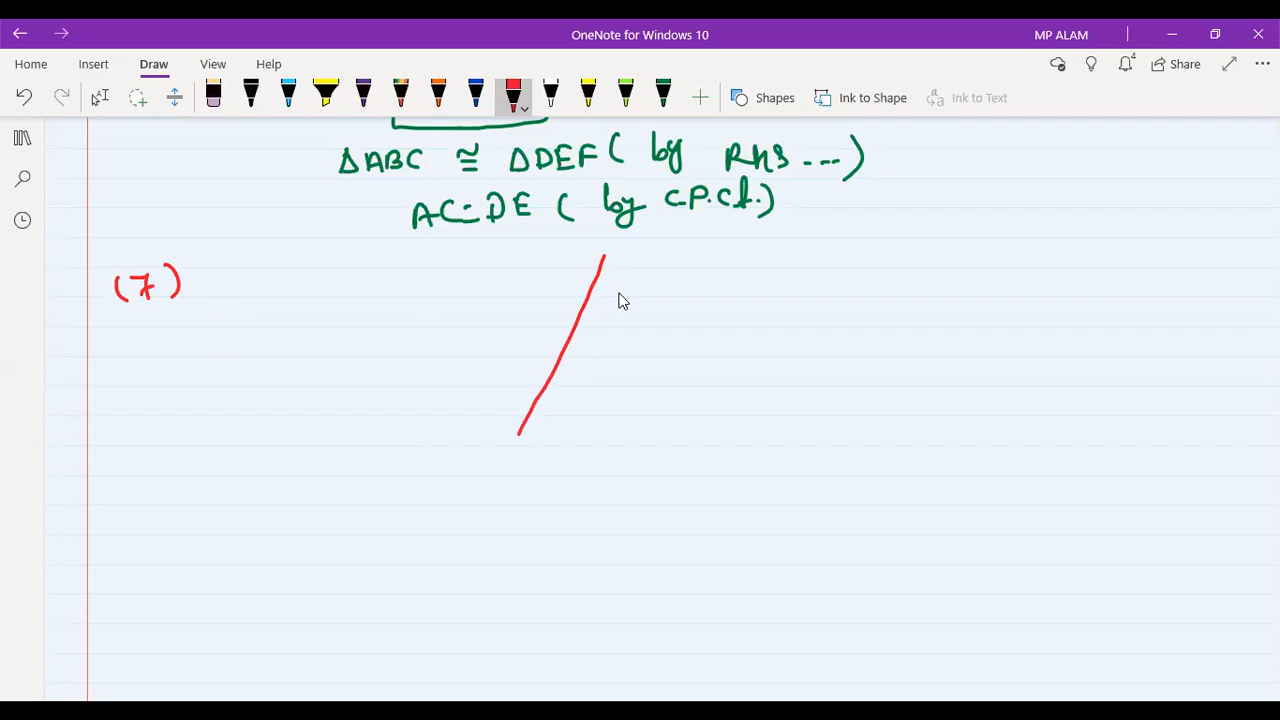 OneNote for Windows 10
MP ALAM
Home Insert Draw View Help
Share
Shapes
Ink to Shape
Ink to Text
ΔABC ≅ ΔDEF ( by RHS ... )
AC = DE ( by C.P.C.t. )
(7)